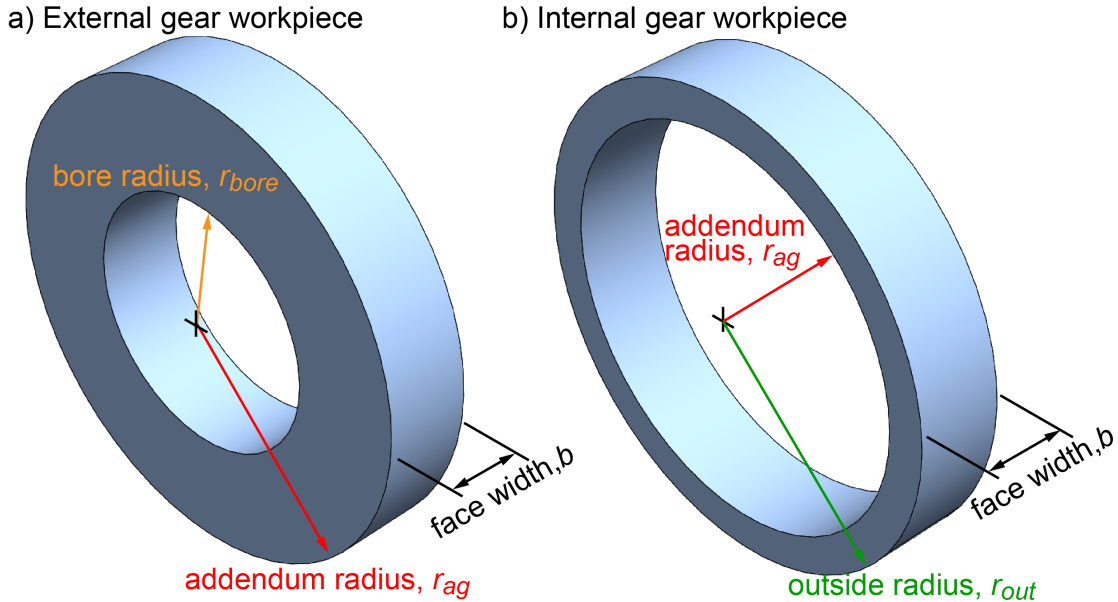 a) External gear workpiece
bore radius, rbore
face width,b
addendum radius, rag
b) Internal gear workpiece
addendum
radius, rag
face width,b
outside radius, rout